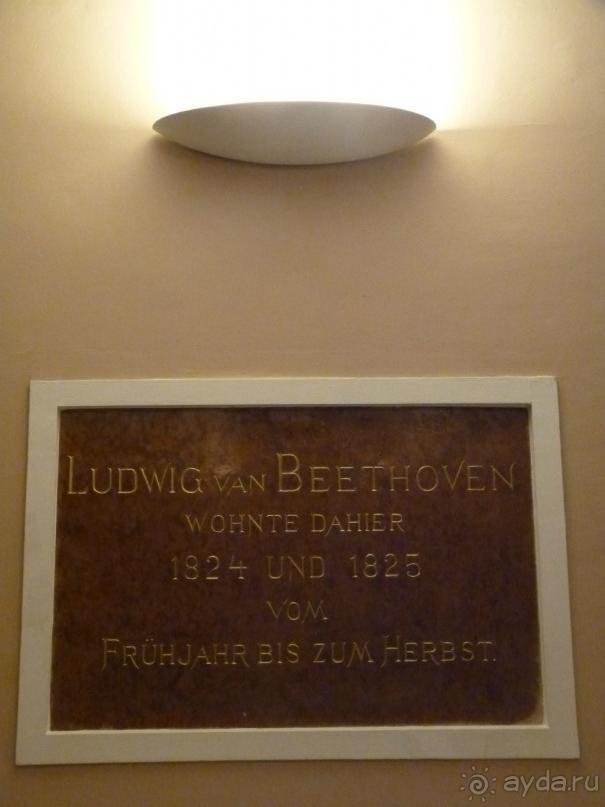 LUDWIG VAN BEETHOVEN
WOHNTE DAHIER
1824 UND 1825
VOM
FRÜHJAHR BIS ZUM HERBST.
ayda.ru